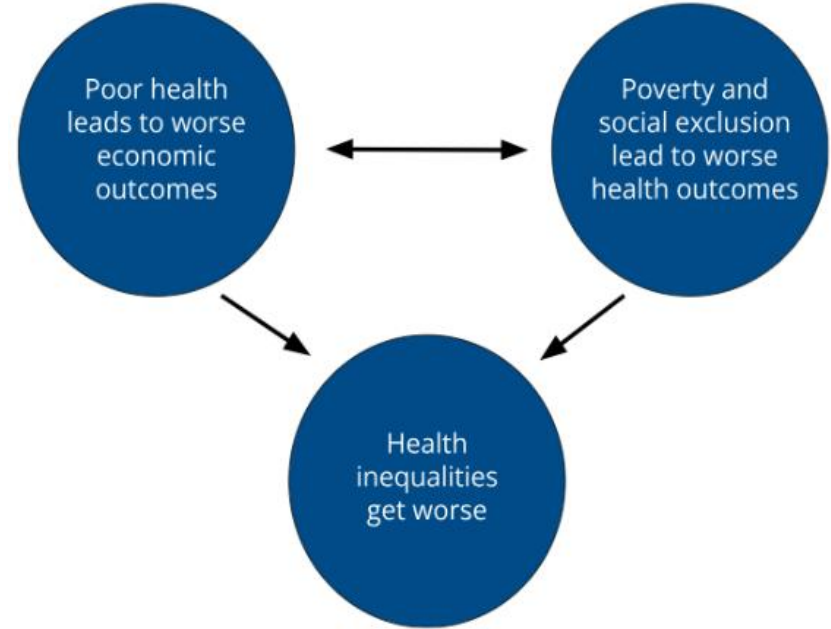 Poor health
leads to worse
economic
outcomes
Poverty and
social exclusion
lead to worse
health outcomes
Health
inequalities
get worse